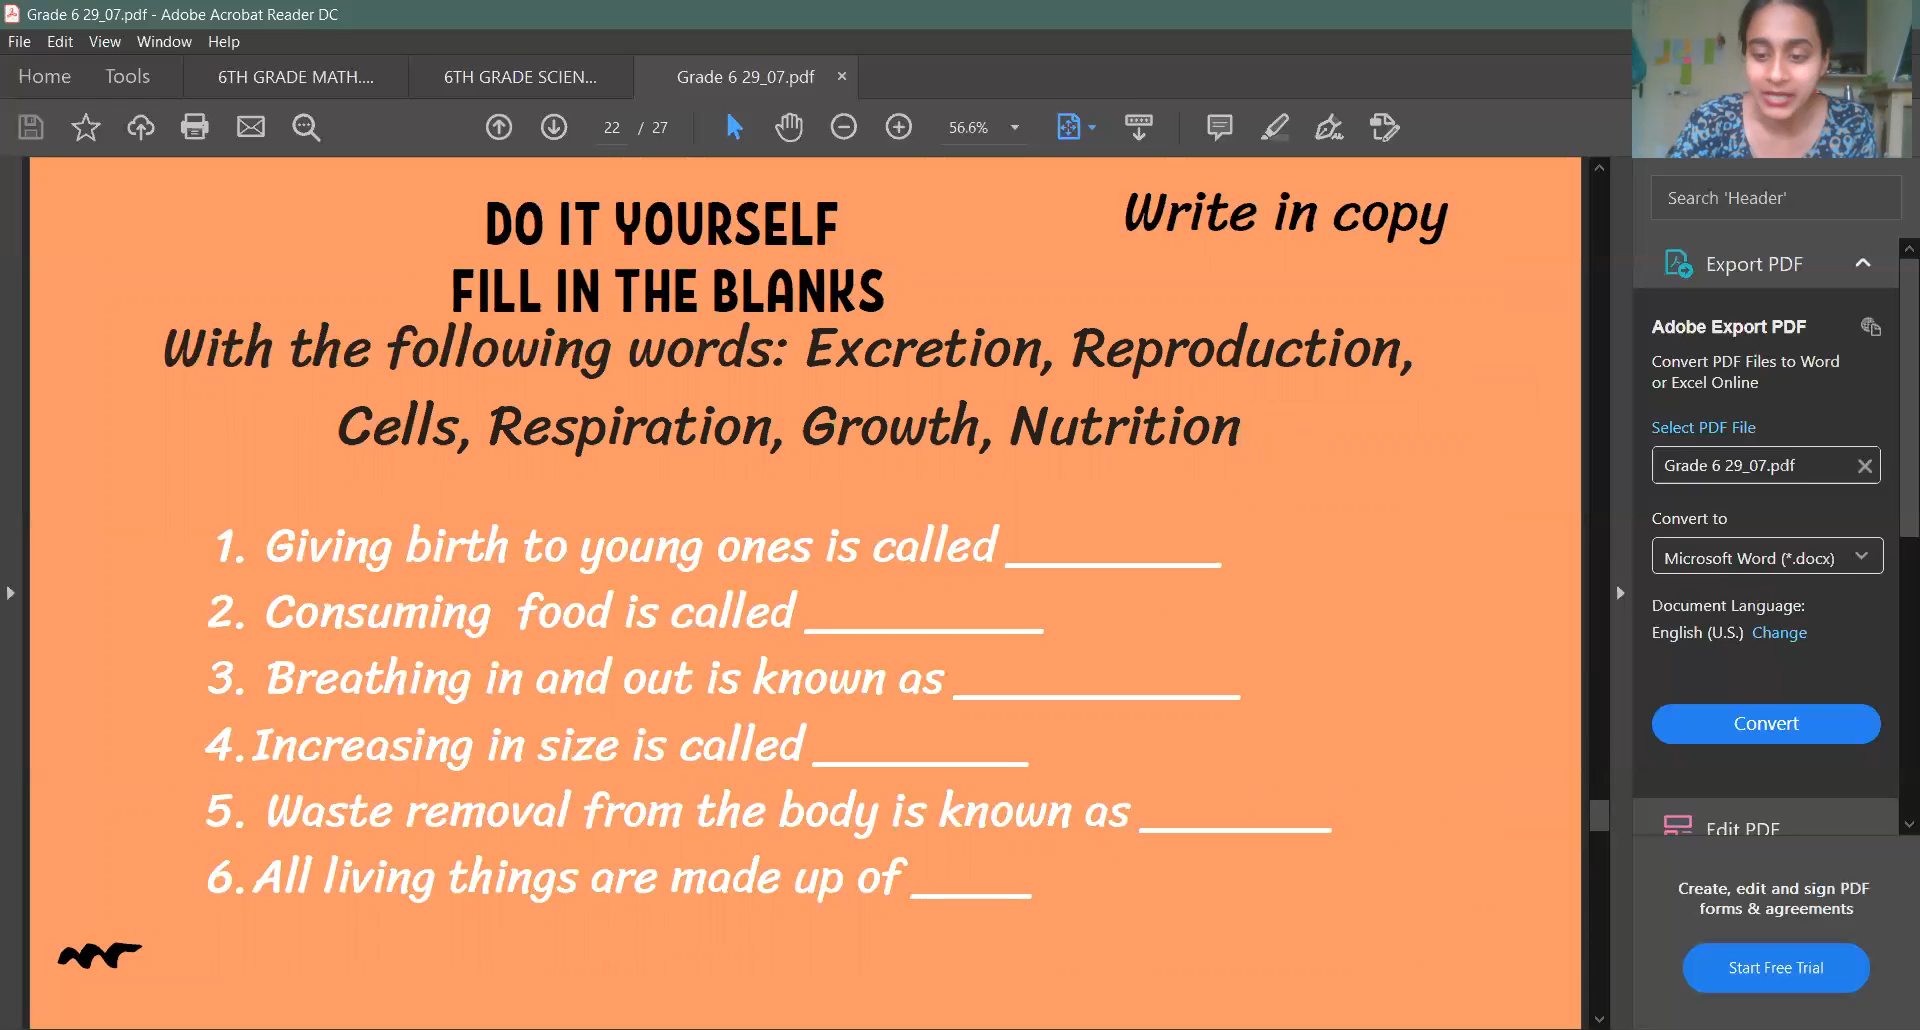 Grade 6 29_07.pdf - Adobe Acrobat Reader DC
File Edit View Window Help
Home Tools 6TH GRADE MATH.... 6TH GRADE SCIEN... Grade 6 29_07.pdf ×
22 / 27 56.6%
Search 'Header'
Export PDF
Adobe Export PDF
Convert PDF Files to Word
or Excel Online
Select PDF File
Grade 6 29_07.pdf
Convert to
Microsoft Word (*.docx)
Document Language:
English (U.S.) Change
Convert
Edit PDF
Create, edit and sign PDF
forms & agreements
Start Free Trial
DO IT YOURSELF
Write in copy
FILL IN THE BLANKS
With the following words: Excretion, Reproduction,
Cells, Respiration, Growth, Nutrition
1. Giving birth to young ones is called _________
2. Consuming food is called __________
3. Breathing in and out is known as ____________
4. Increasing in size is called _________
5. Waste removal from the body is known as ________
6. All living things are made up of _____